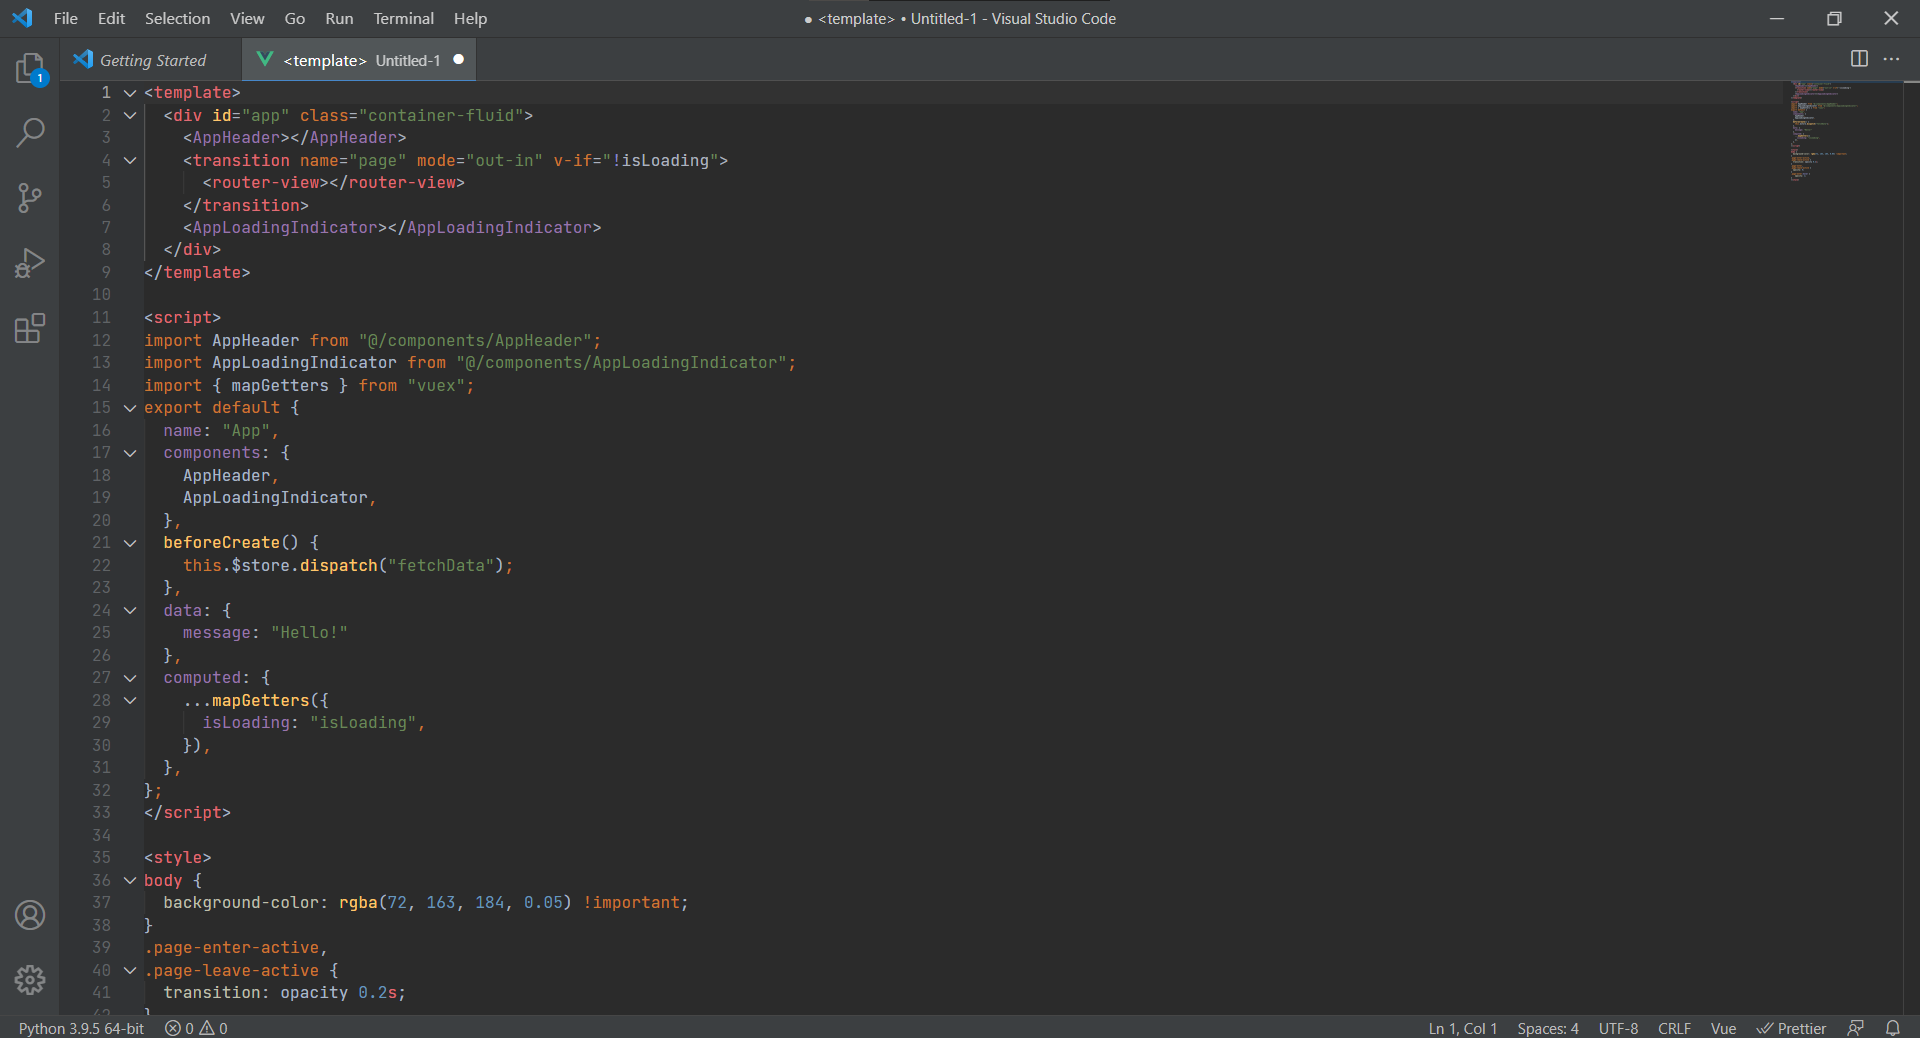 File Edit Selection View Go Run Terminal Help
● <template> • Untitled-1 - Visual Studio Code
1
Getting Started
<template> Untitled-1 ●
1 <template>
2   <div id="app" class="container-fluid">
3     <AppHeader></AppHeader>
4     <transition name="page" mode="out-in" v-if="!isLoading">
5       <router-view></router-view>
6     </transition>
7     <AppLoadingIndicator></AppLoadingIndicator>
8   </div>
9 </template>
10
11 <script>
12 import AppHeader from "@/components/AppHeader";
13 import AppLoadingIndicator from "@/components/AppLoadingIndicator";
14 import { mapGetters } from "vuex";
15 export default {
16   name: "App",
17   components: {
18     AppHeader,
19     AppLoadingIndicator,
20   },
21   beforeCreate() {
22     this.$store.dispatch("fetchData");
23   },
24   data: {
25     message: "Hello!"
26   },
27   computed: {
28     ...mapGetters({
29       isLoading: "isLoading",
30     }),
31   },
32 };
33 </script>
34
35 <style>
36 body {
37   background-color: rgba(72, 163, 184, 0.05) !important;
38 }
39 .page-enter-active,
40 .page-leave-active {
41   transition: opacity 0.2s;
42 }
Python 3.9.5 64-bit 0 0 Ln 1, Col 1 Spaces: 4 UTF-8 CRLF Vue Prettier